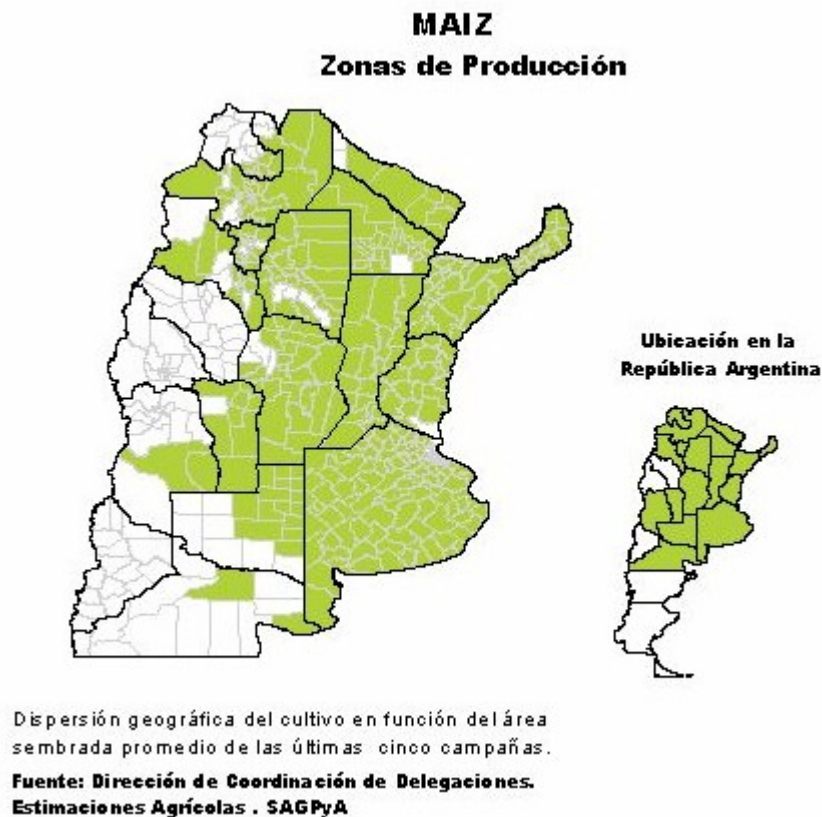 MAIZ
Zonas de Producción
Ubicación en la
República Argentina
Dispersión geográfica del cultivo en función del área
sembrada promedio de las últimas cinco campañas.
Fuente: Dirección de Coordinación de Delegaciones.
Estimaciones Agrícolas . SAGPyA